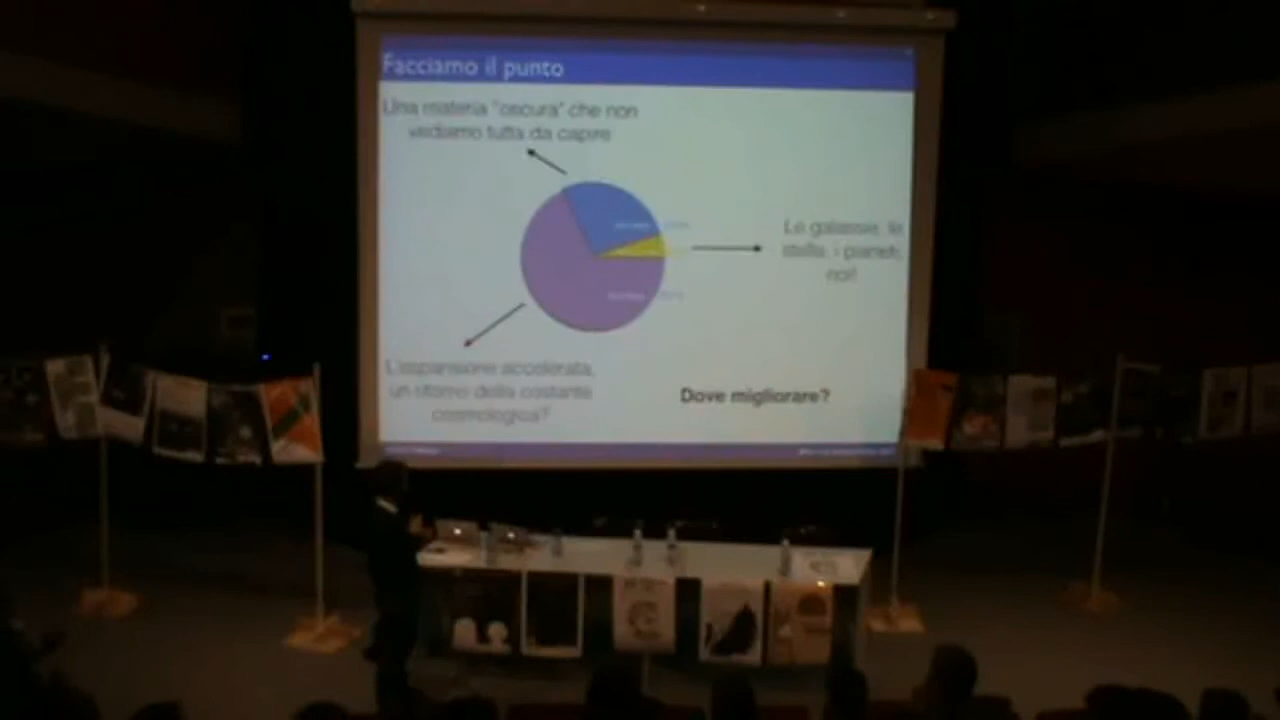 Facciamo il punto
Una materia "oscura" che non
vediamo tutta da capire
Le galassie, le
stelle, i pianeti,
noi!
L'espansione accelerata,
un ritorno della costante
cosmologica?
Dove migliorare?